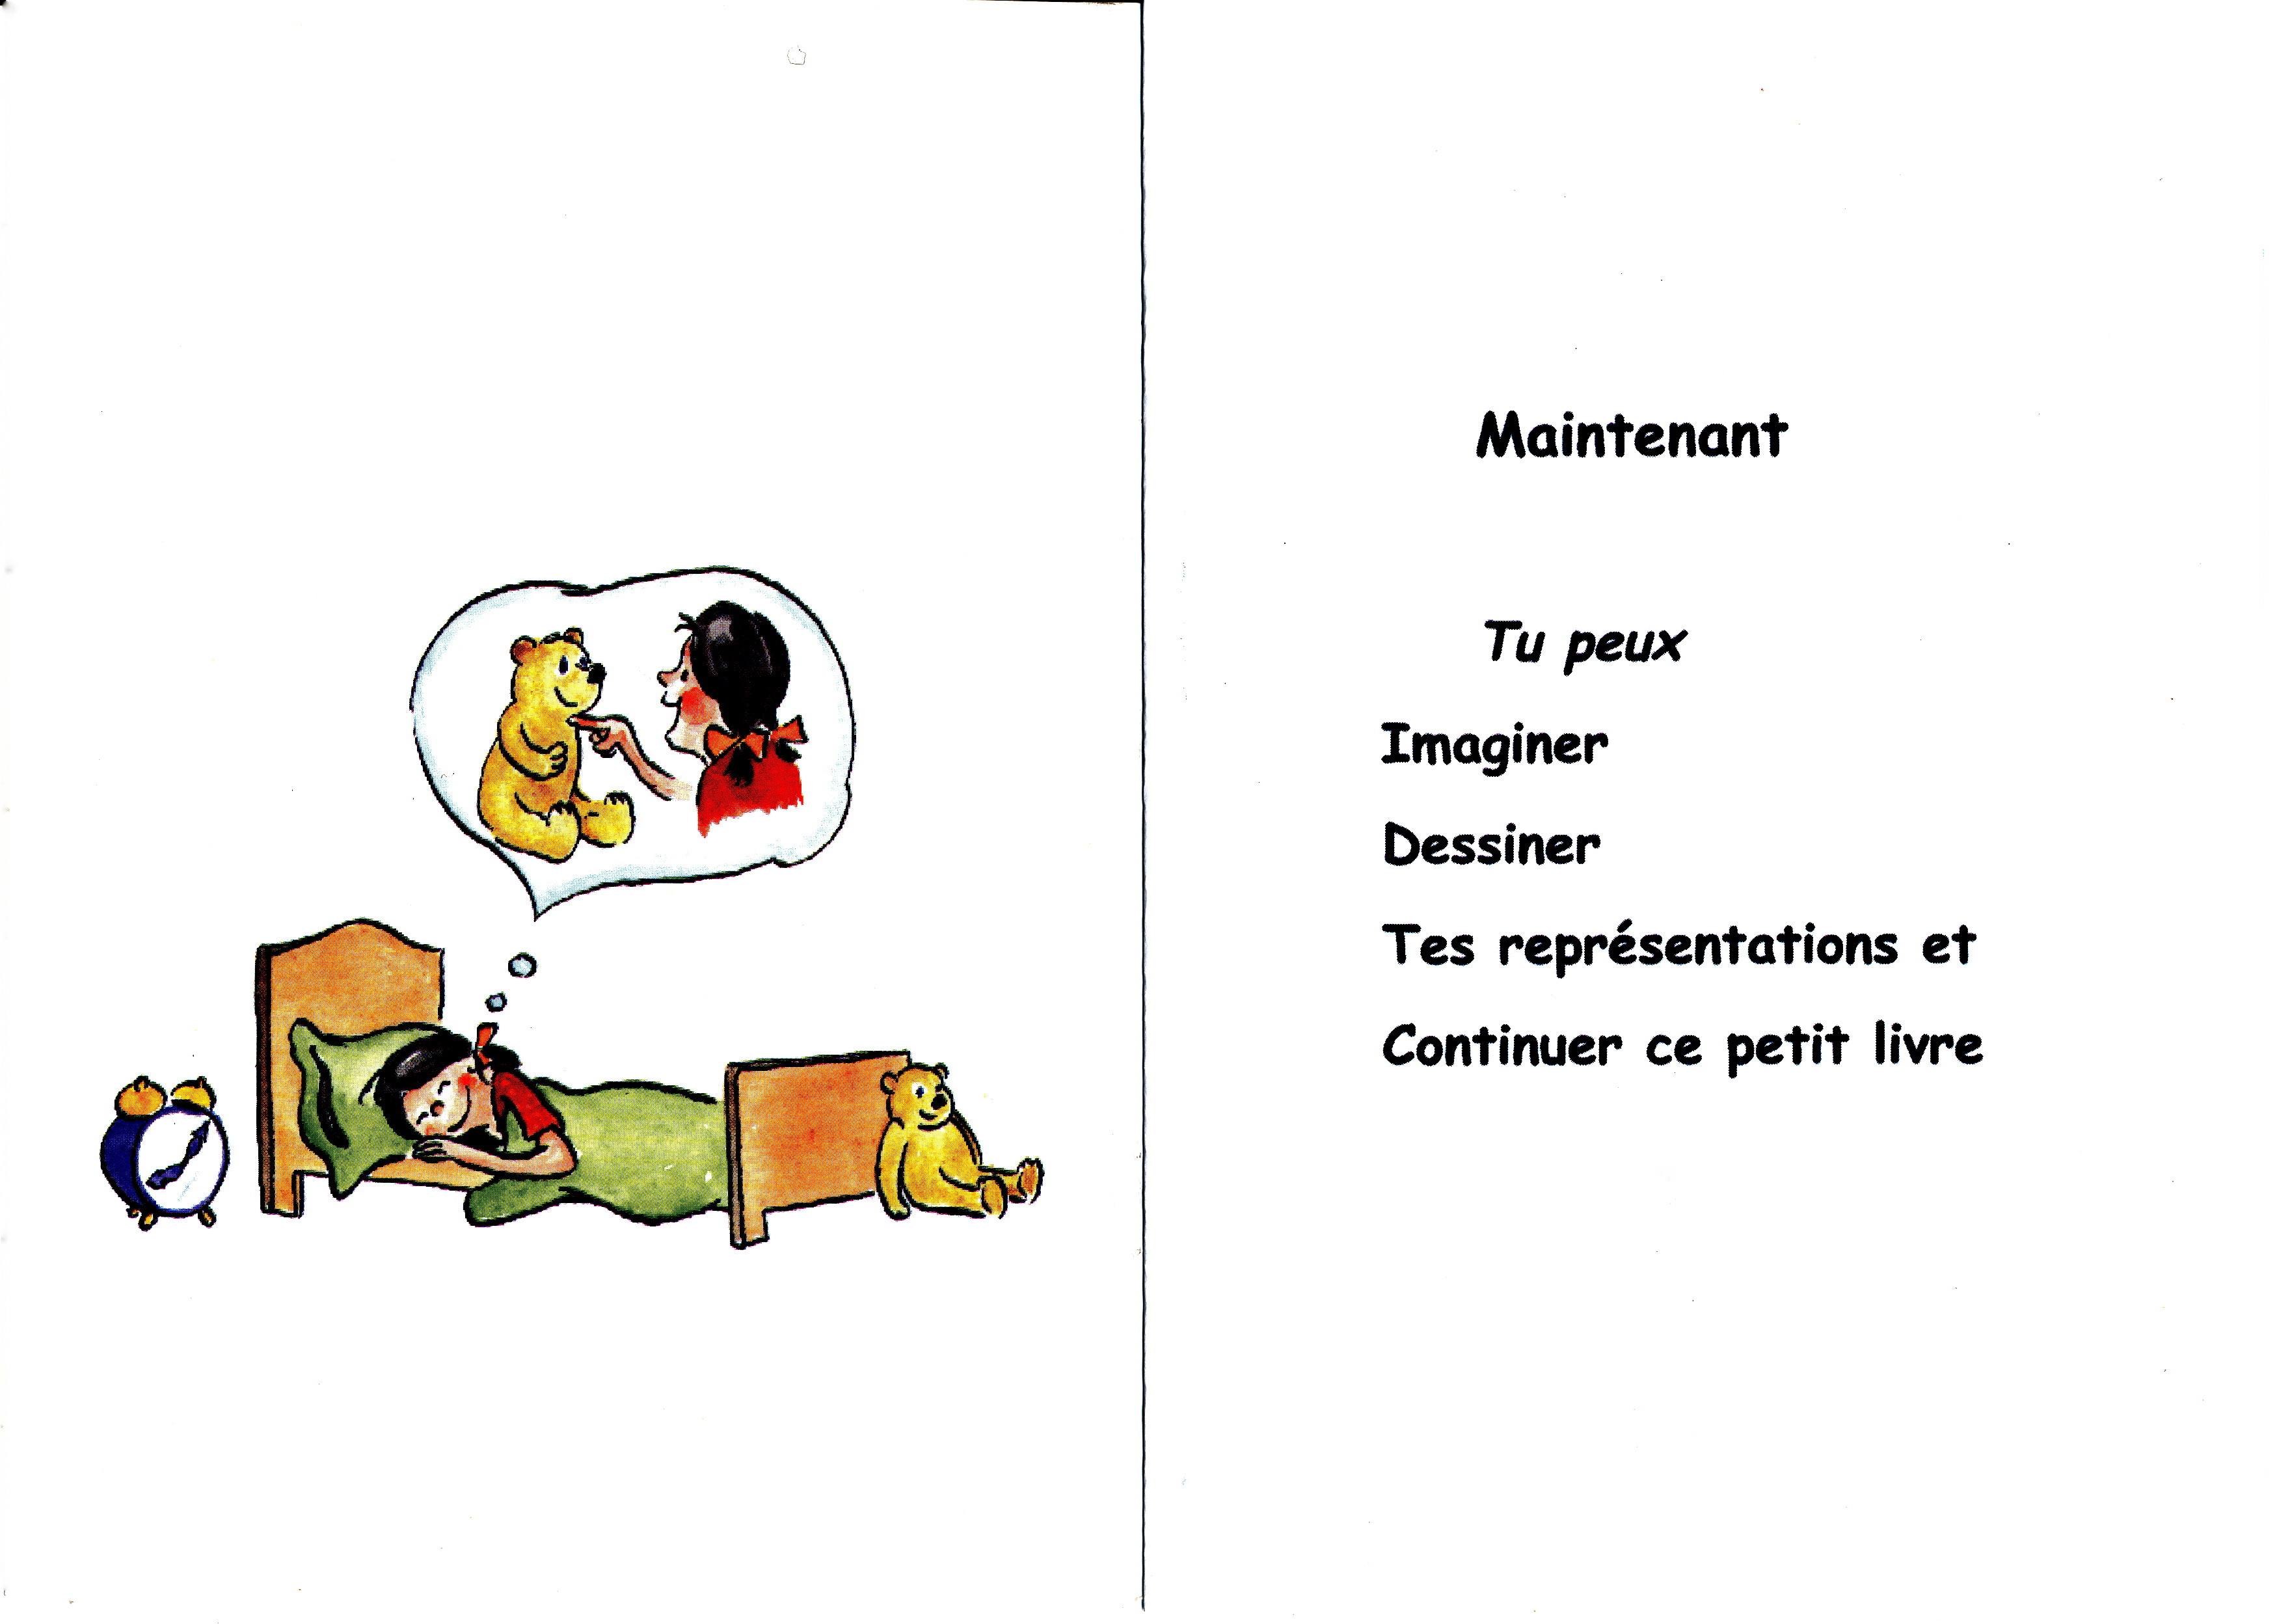 Maintenant
Tu peux
Imaginer
Dessiner
Tes représentations et
Continuer ce petit livre